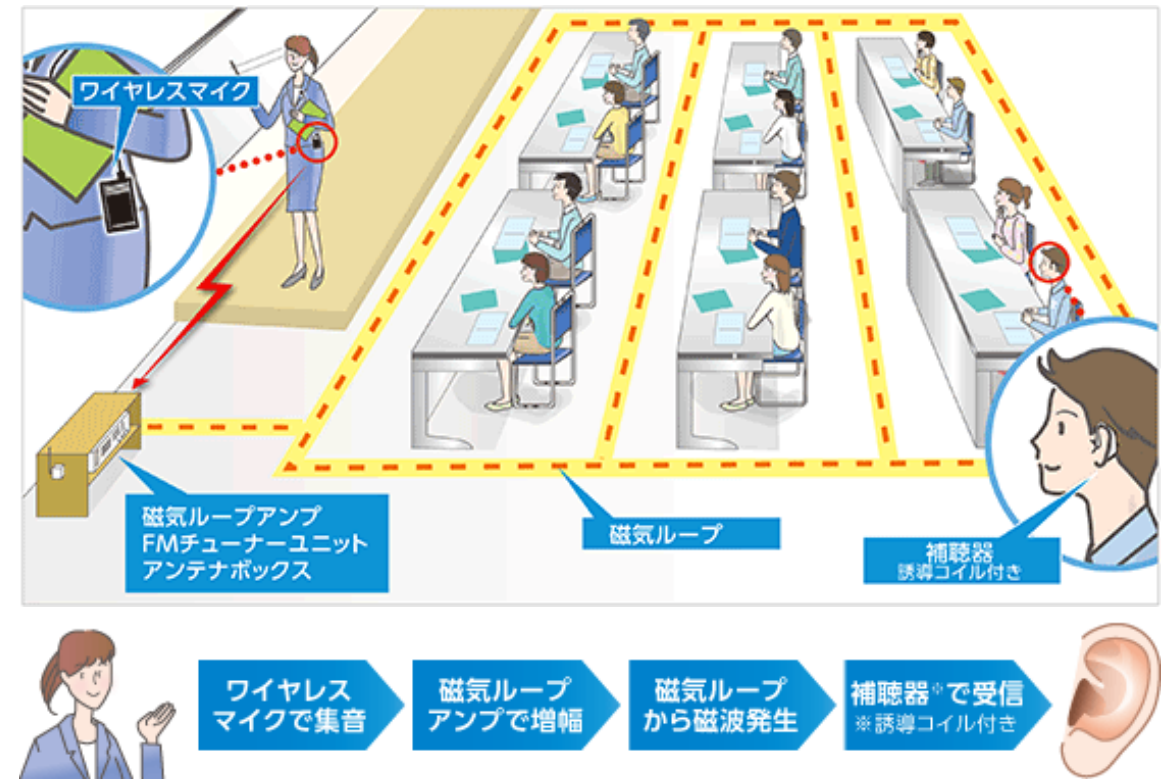 ワイヤレスマイク
磁気ループアンプ
FMチューナーユニット
アンテナボックス
磁気ループ
補聴器
誘導コイル付き
ワイヤレス
マイクで集音
磁気ループ
アンプで増幅
磁気ループ
から磁波発生
補聴器※で受信
※誘導コイル付き